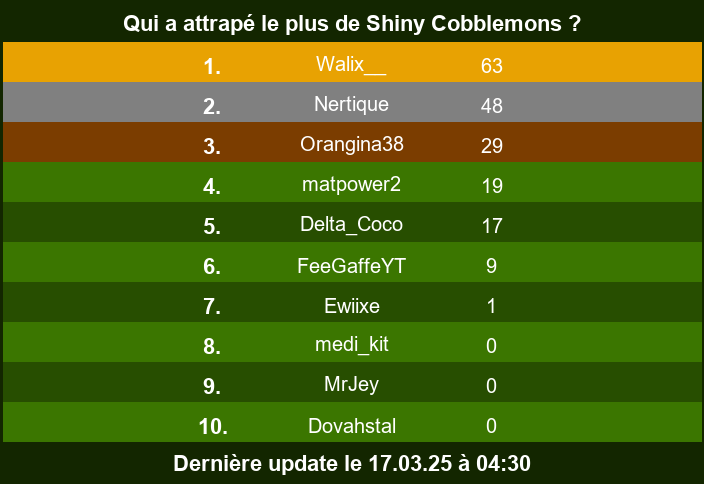 Qui a attrapé le plus de Shiny Cobblemons ?
1. Walix__ 63
2. Nertique 48
3. Orangina38 29
4. matpower2 19
5. Delta_Coco 17
6. FeeGaffeYT 9
7. Ewiixe 1
8. medi_kit 0
9. MrJey 0
10. Dovahstal 0
Dernière update le 17.03.25 à 04:30